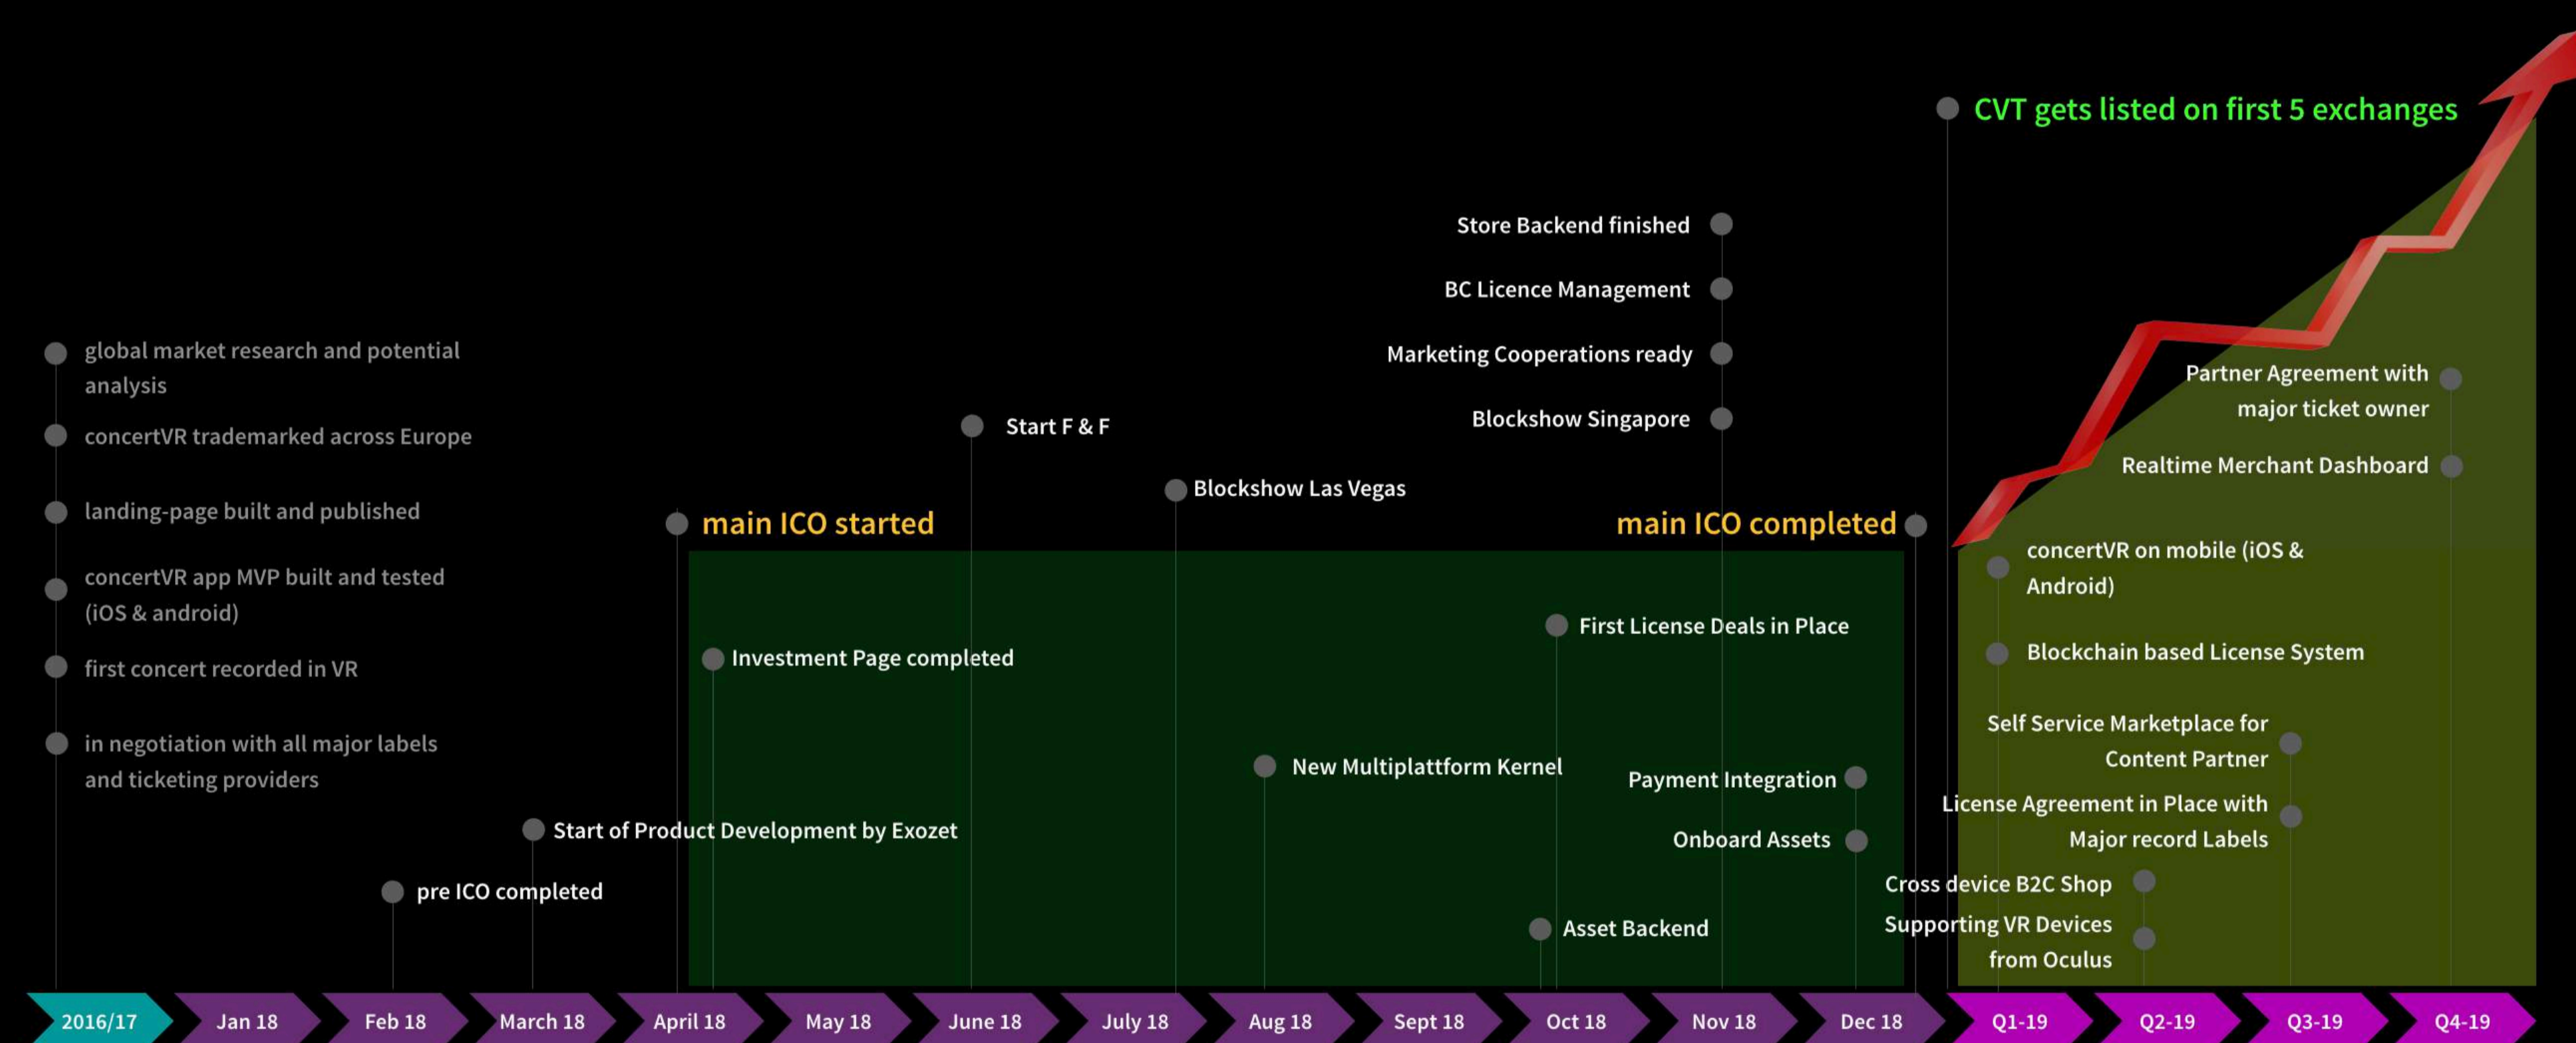 CVT gets listed on first 5 exchanges
Store Backend finished
BC Licence Management
Marketing Cooperations ready
Blockshow Singapore
global market research and potential
analysis
concertVR trademarked across Europe
landing-page built and published
concertVR app MVP built and tested
(iOS & android)
first concert recorded in VR
in negotiation with all major labels
and ticketing providers
Start F & F
Blockshow Las Vegas
main ICO started
main ICO completed
Investment Page completed
First License Deals in Place
New Multiplattform Kernel
Payment Integration
Onboard Assets
Start of Product Development by Exozet
pre ICO completed
Asset Backend
Partner Agreement with
major ticket owner
Realtime Merchant Dashboard
concertVR on mobile (iOS &
Android)
Blockchain based License System
Self Service Marketplace for
Content Partner
License Agreement in Place with
Major record Labels
Cross device B2C Shop
Supporting VR Devices
from Oculus
2016/17
Jan 18
Feb 18
March 18
April 18
May 18
June 18
July 18
Aug 18
Sept 18
Oct 18
Nov 18
Dec 18
Q1-19
Q2-19
Q3-19
Q4-19